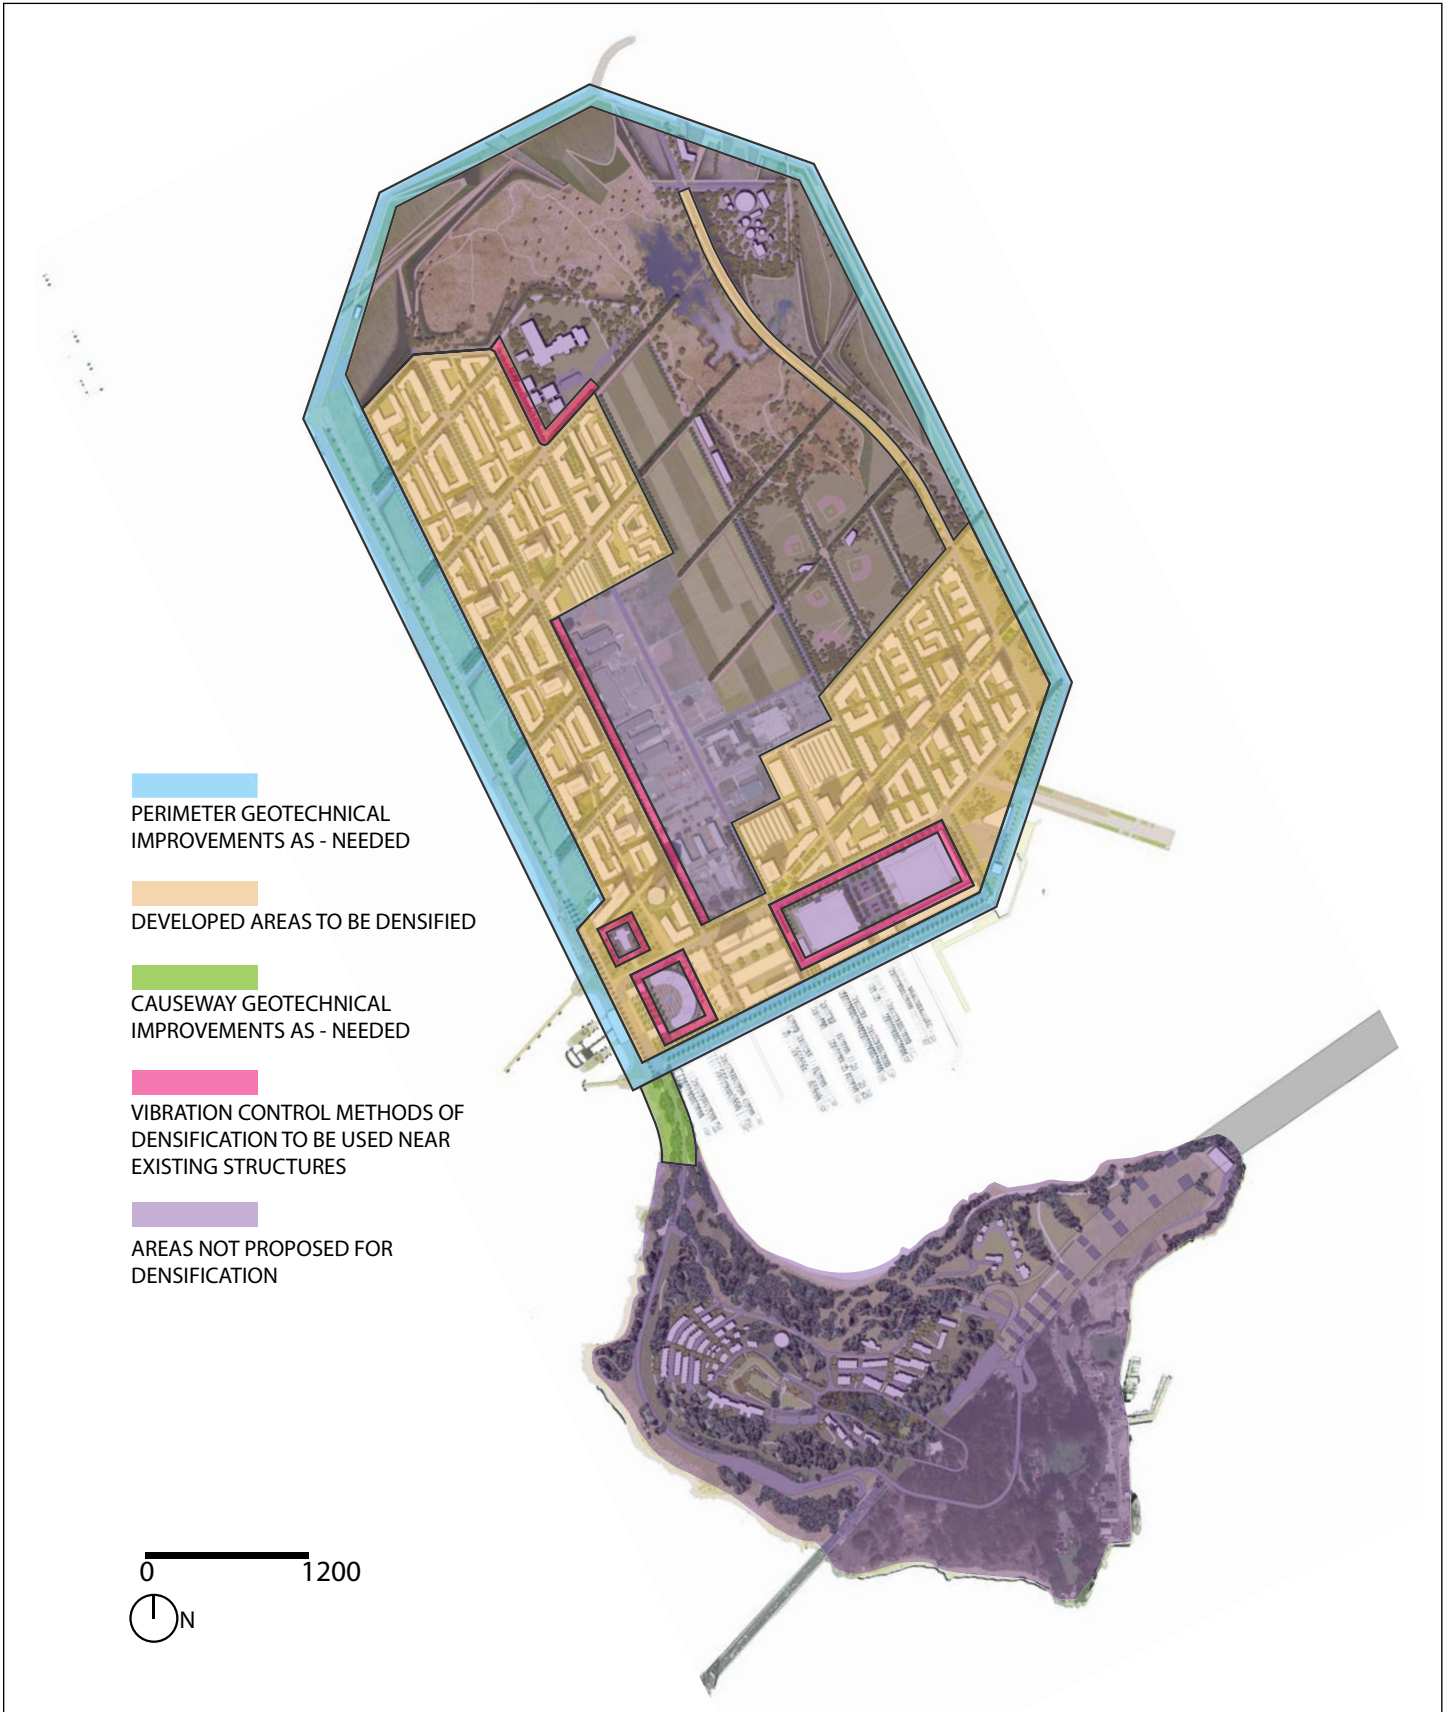 PERIMETER GEOTECHNICAL
IMPROVEMENTS AS - NEEDED
DEVELOPED AREAS TO BE DENSIFIED
CAUSEWAY GEOTECHNICAL
IMPROVEMENTS AS - NEEDED
VIBRATION CONTROL METHODS OF
DENSIFICATION TO BE USED NEAR
EXISTING STRUCTURES
AREAS NOT PROPOSED FOR
DENSIFICATION
0 1200
N